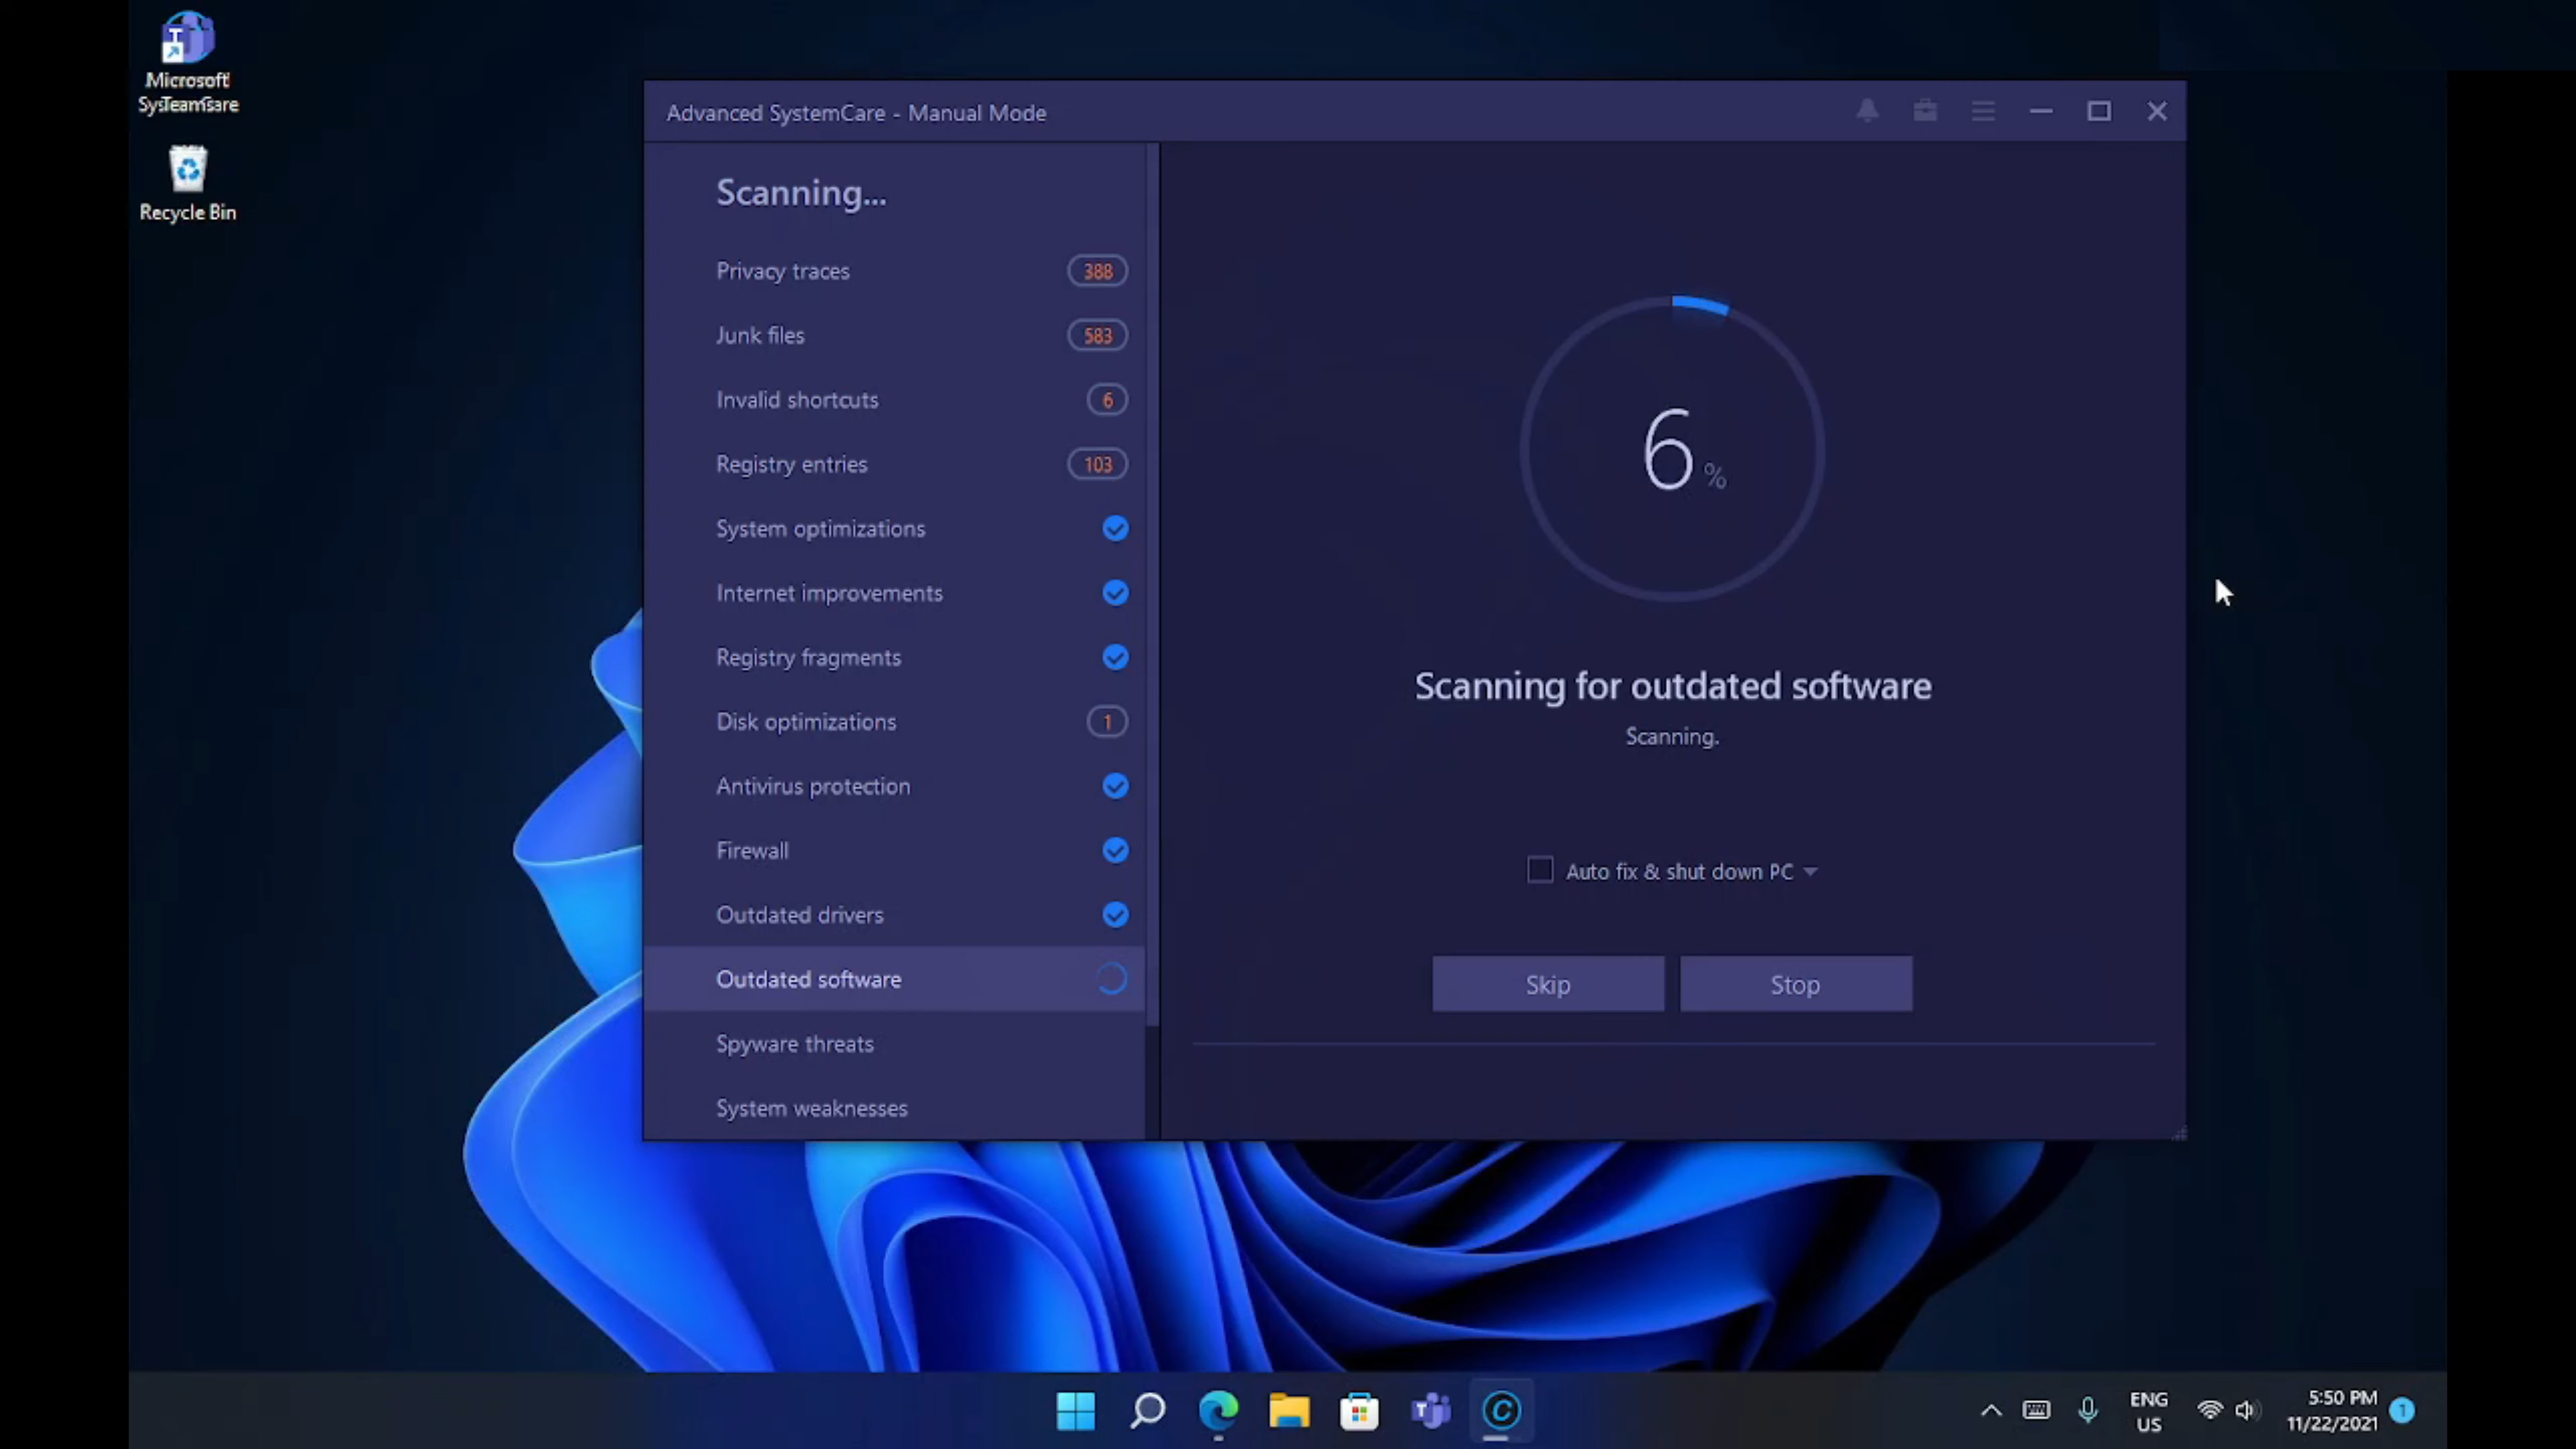 Microsoft
Recycle Bin
Advanced SystemCare - Manual Mode
Scanning...
Privacy traces 388
Junk files 583
Invalid shortcuts 6
Registry entries 103
System optimizations
Internet improvements
Registry fragments
Disk optimizations 1
Antivirus protection
Firewall
Outdated drivers
Outdated software
Spyware threats
System weaknesses
6 %
Scanning for outdated software
Scanning.
Auto fix & shut down PC
Skip Stop
ENG
US
5:50 PM
11/22/2021
1